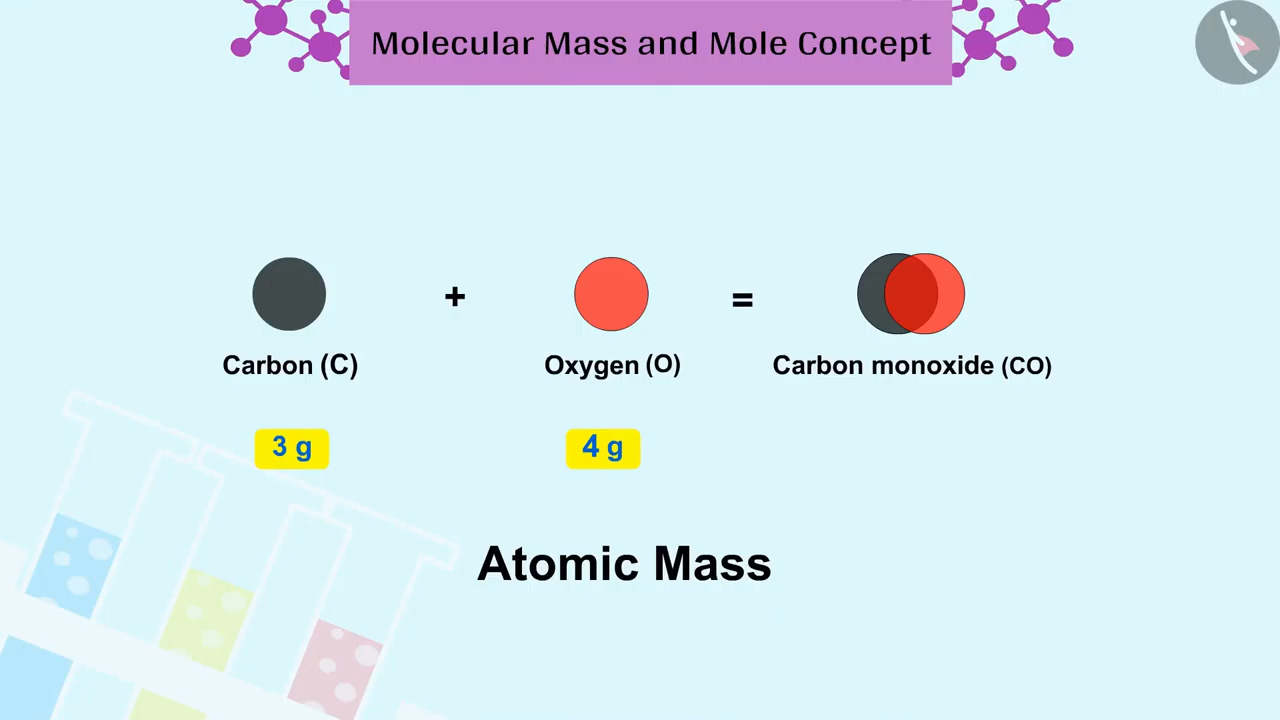 Molecular Mass and Mole Concept
+ =
Carbon (C) Oxygen (O) Carbon monoxide (CO)
3 g 4 g
Atomic Mass